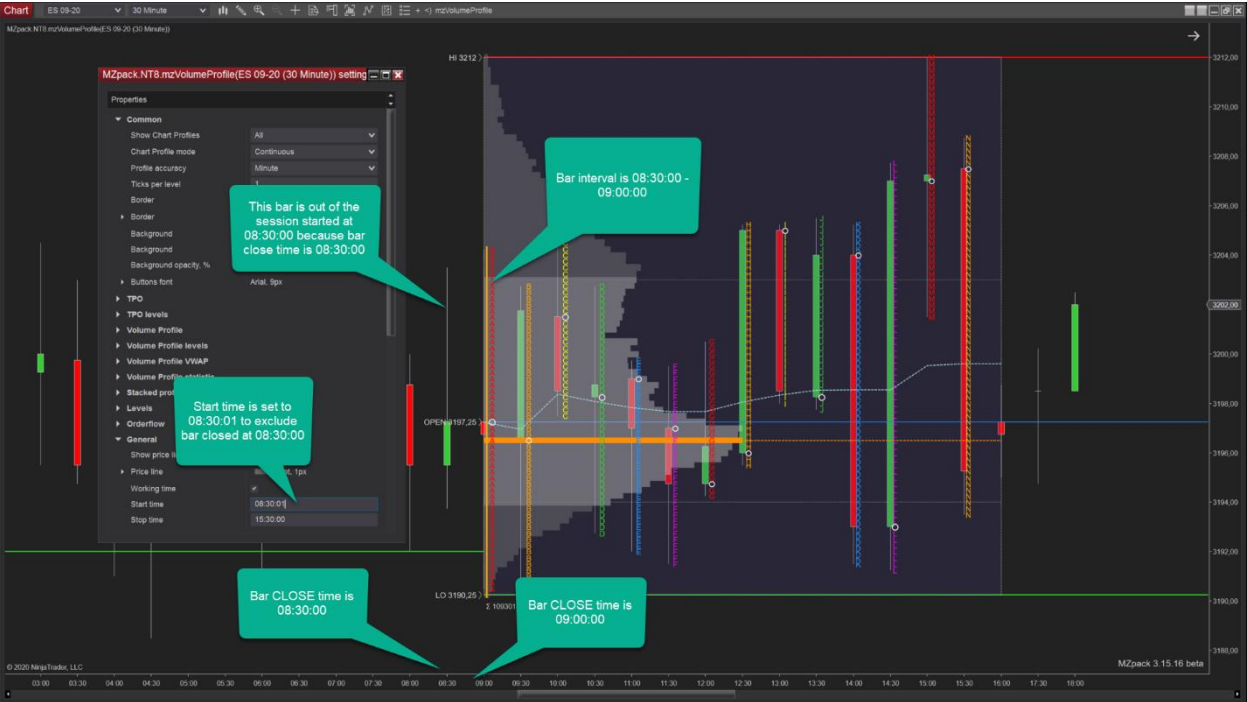 Chart ES 09-20 30 Minute mzVolumeProfile
MZpack.NT8.mzVolumeProfile(ES 09-20 (30 Minute))
HI 3212
MZpack.NT8.mzVolumeProfile(ES 09-20 (30 Minute)) setting
Properties
Common
Show Chart Profiles All
Chart Profile mode Continuous
Profile accuracy Minute
Ticks per level 1
Border
Border
Background
Background
Background opacity, %
Buttons font Arial, 9px
TPO
TPO levels
Volume Profile
Volume Profile levels
Volume Profile VWAP
Volume Profile statistic
Stacked prof
Levels
Orderflow
General
Show price li
Price line 1px
Working time
Start time 08:30:01
Stop time 15:30:00
This bar is out of the
session started at
08:30:00 because bar
close time is 08:30:00
Bar interval is 08:30:00 -
09:00:00
Start time is set to
08:30:01 to exclude
bar closed at 08:30:00
OPEN 3197,25
LO 3190,25
Σ 109301
Bar CLOSE time is
08:30:00
Bar CLOSE time is
09:00:00
3212,00
3210,00
3208,00
3206,00
3204,00
3202,00
3200,00
3198,00
3196,00
3194,00
3192,00
3190,00
3188,00
© 2020 NinjaTrader, LLC
MZpack 3.15.16 beta
03:00 03:30 04:00 04:30 05:00 05:30 06:00 06:30 07:00 07:30 08:00 08:30 09:00 09:30 10:00 10:30 11:00 11:30 12:00 12:30 13:00 13:30 14:00 14:30 15:00 15:30 16:00 17:30 18:00